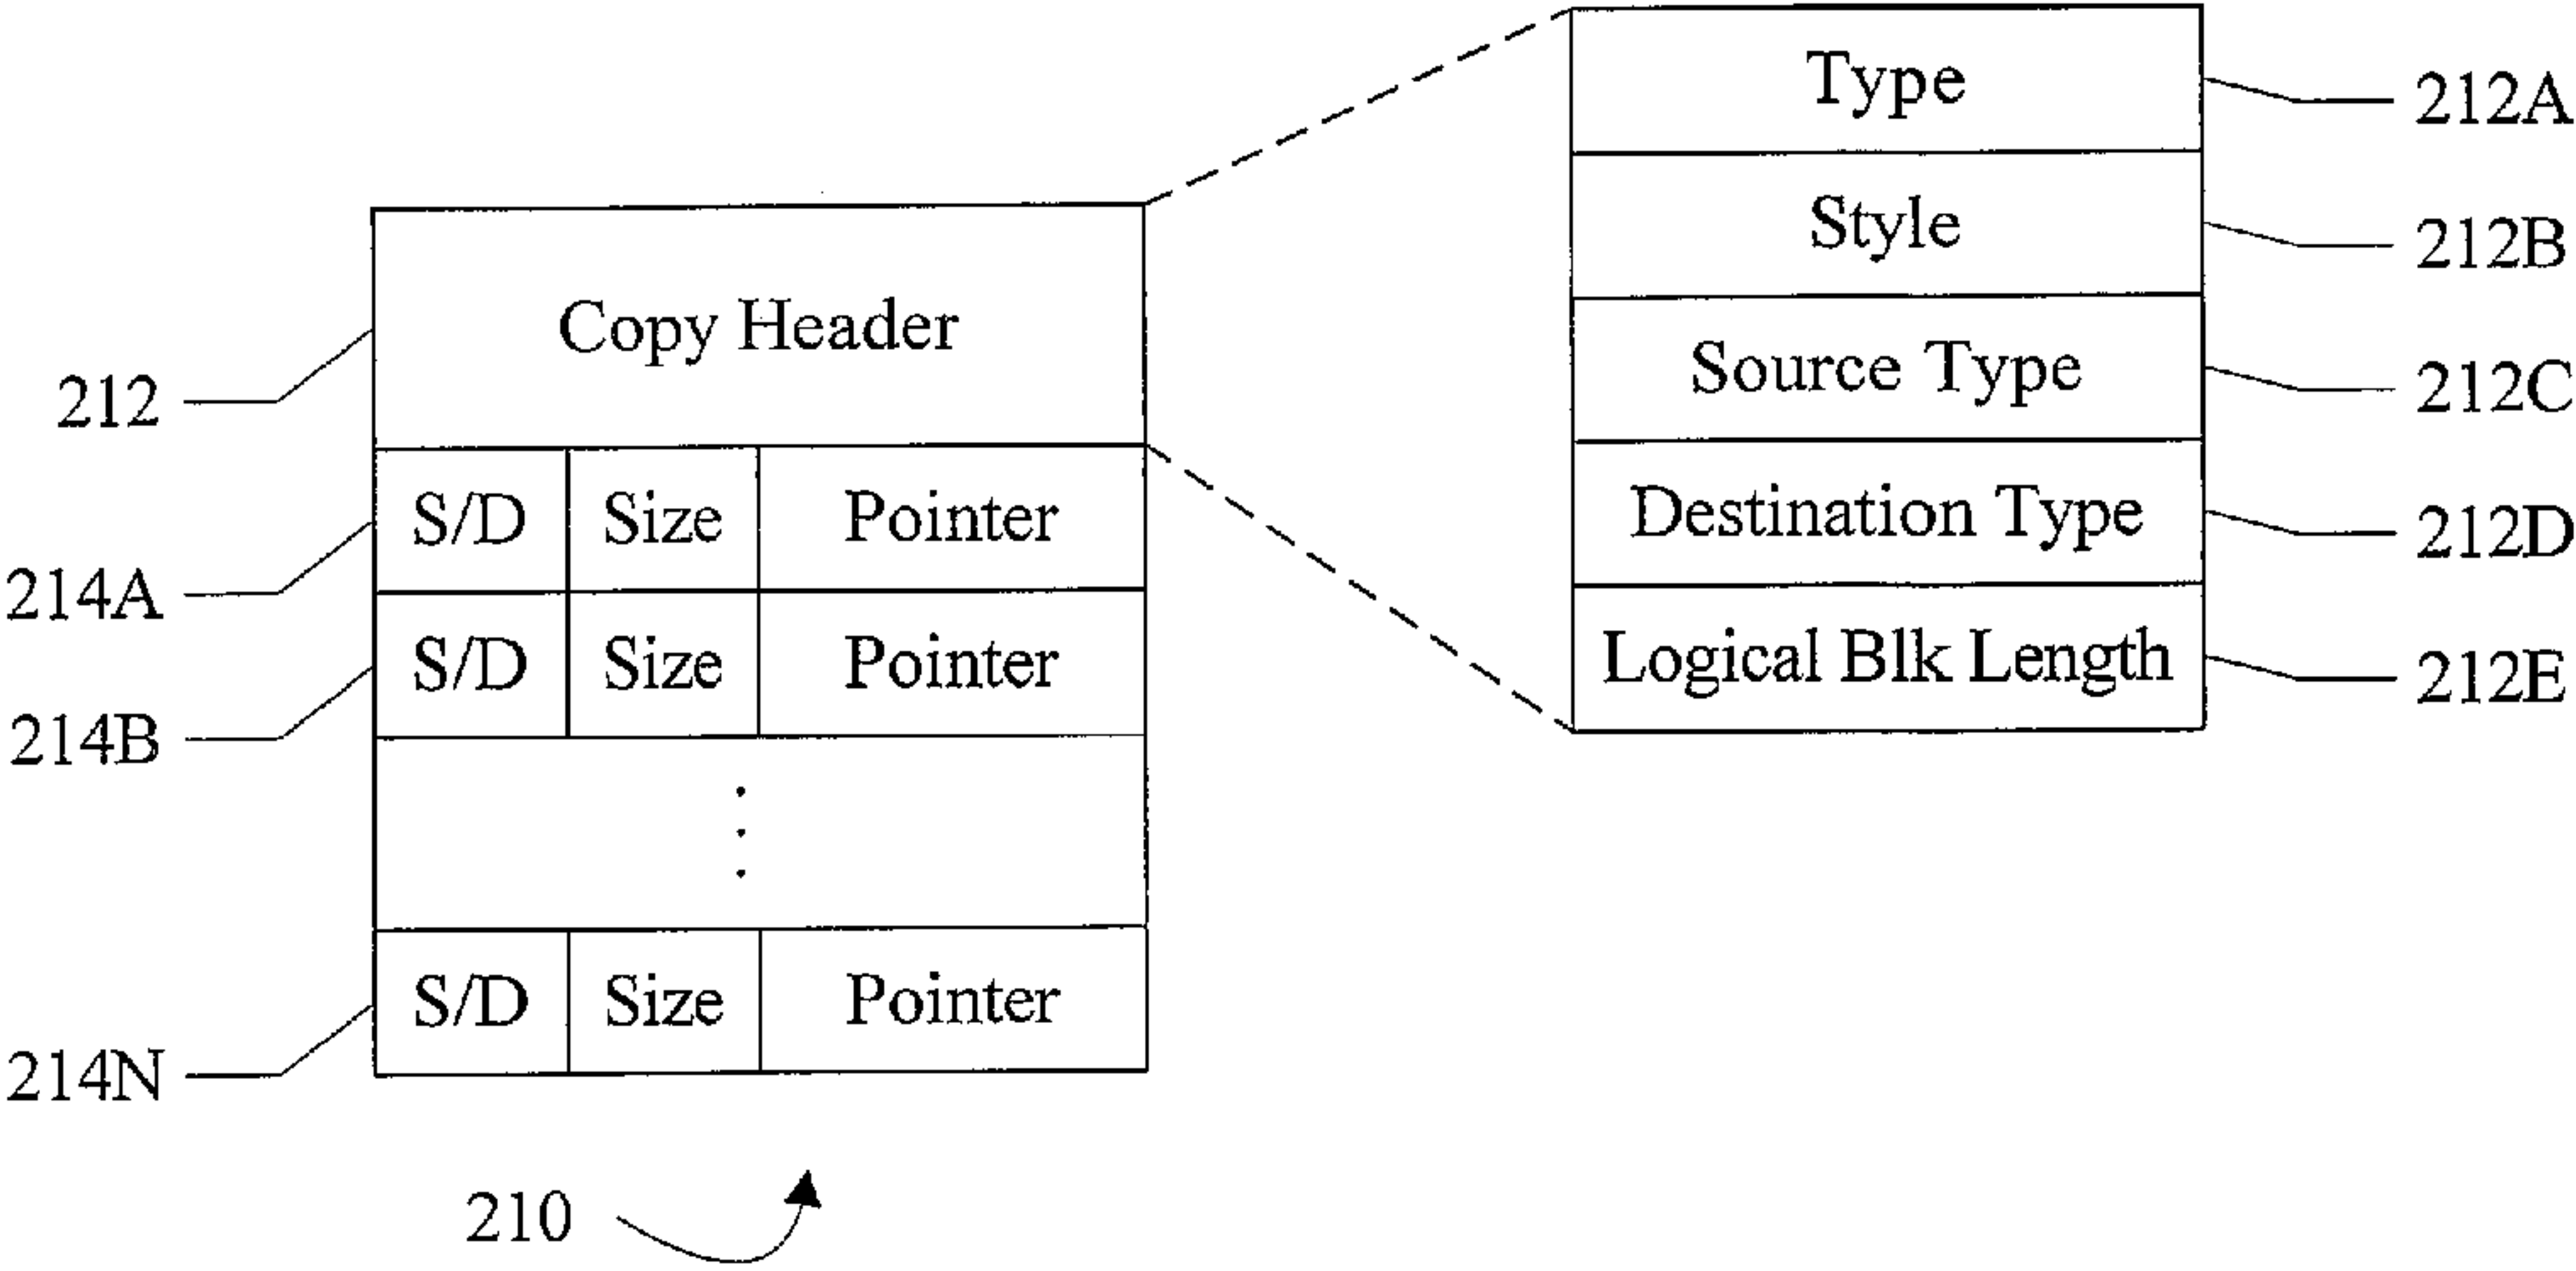 Type 212A
Style 212B
Source Type 212C
Destination Type 212D
Logical Blk Length 212E
Copy Header
212
S/D Size Pointer
214A
S/D Size Pointer
214B
S/D Size Pointer
214N
210